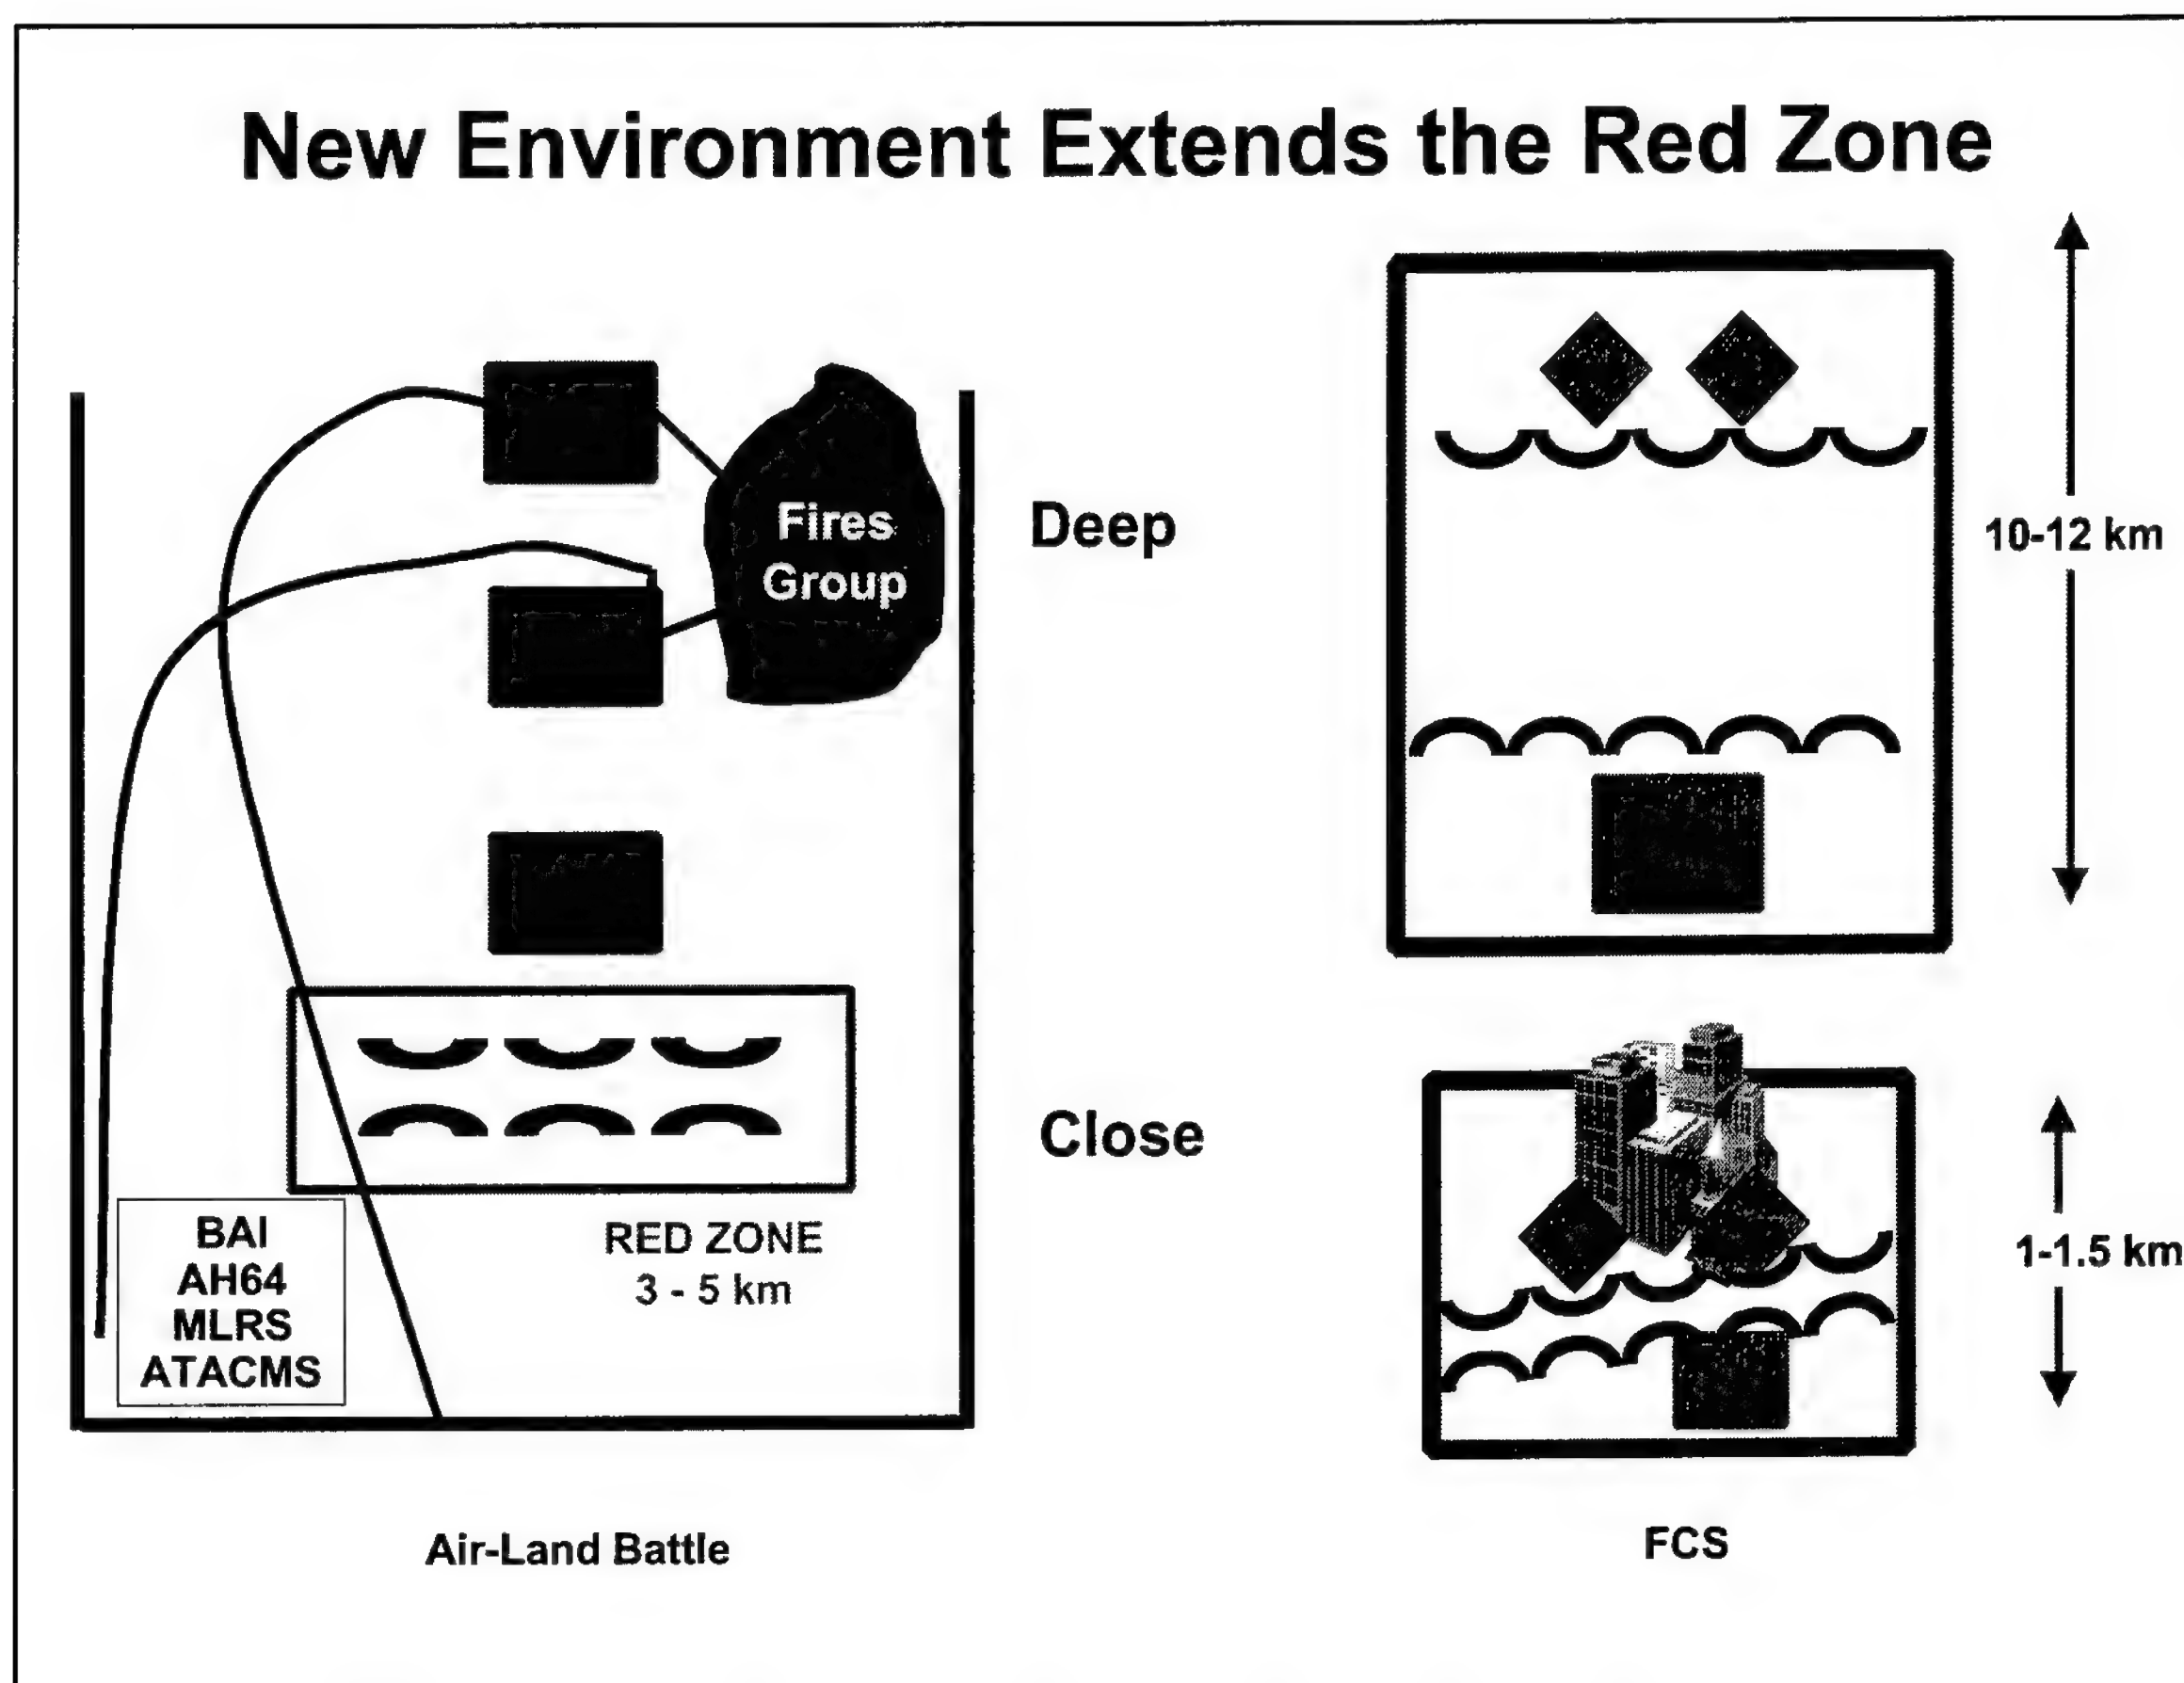 New Environment Extends the Red Zone
Fires
Group
Deep
Close
BAI
AH64
MLRS
ATACMS
RED ZONE
3 - 5 km
Air-Land Battle
10-12 km
1-1.5 km
FCS